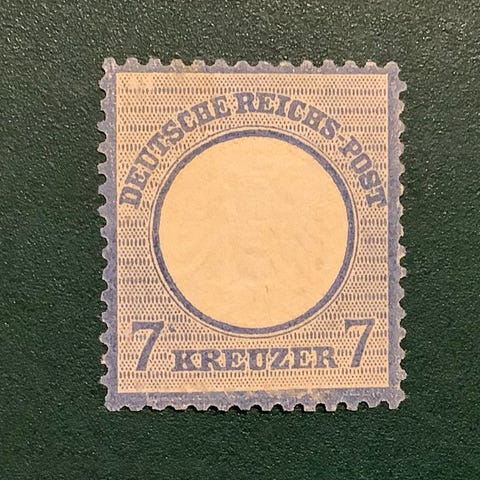 DEUTSCHE REICHS-POST
7 KREUZER 7